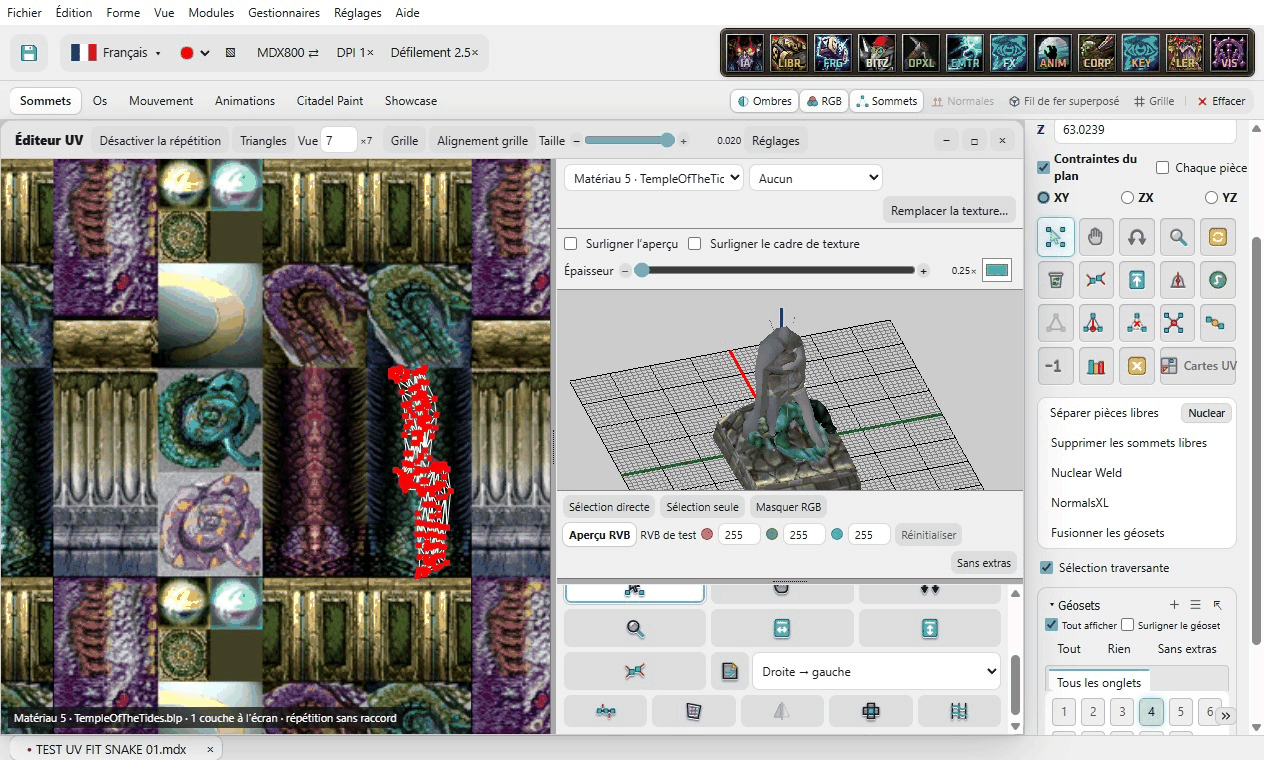 Fichier Édition Forme Vue Modules Gestionnaires Réglages Aide
Français MDX800 ⇄ DPI 1× Défilement 2.5×
IA LIBR FRG BITZ OPXL EMTR FX ANIM CORP KEY LER VIS
Sommets Os Mouvement Animations Citadel Paint Showcase
Ombres RGB Sommets Normales Fil de fer superposé Grille Effacer
Éditeur UV Désactiver la répétition Triangles Vue 7 ×7 Grille Alignement grille Taille − + 0.020 Réglages
Matériau 5 · TempleOfTheTic Aucun
Remplacer la texture...
Surligner l'aperçu Surligner le cadre de texture
Épaisseur − + 0.25×
Sélection directe Sélection seule Masquer RGB
Aperçu RVB RVB de test 255 255 255 Réinitialiser
Sans extras
Droite → gauche
Matériau 5 · TempleOfTheTides.blp · 1 couche à l'écran · répétition sans raccord
Z 63.0239
Contraintes du plan Chaque pièce
XY ZX YZ
−1 Cartes UV
Séparer pièces libres Nuclear
Supprimer les sommets libres
Nuclear Weld
NormalsXL
Fusionner les géosets
Sélection traversante
Géosets
Tout afficher Surligner le géoset
Tout Rien Sans extras
Tous les onglets
1 2 3 4 5 6 »
• TEST UV FIT SNAKE 01.mdx ×